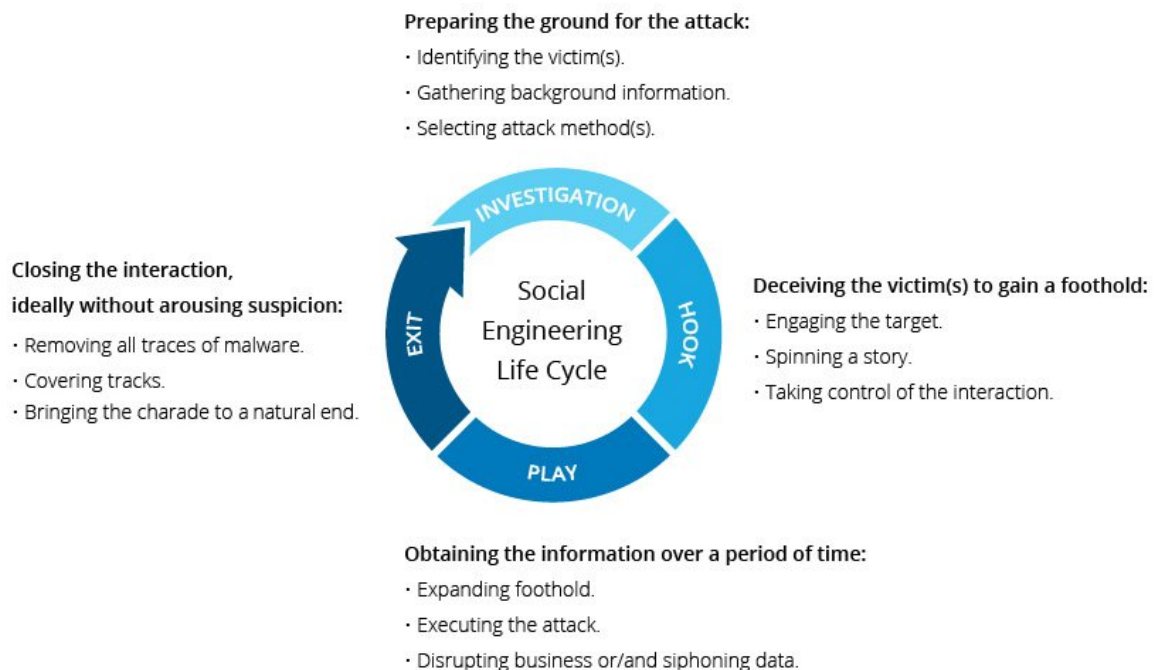 Preparing the ground for the attack:
· Identifying the victim(s).
· Gathering background information.
· Selecting attack method(s).
INVESTIGATION
HOOK
PLAY
EXIT
Social
Engineering
Life Cycle
Deceiving the victim(s) to gain a foothold:
· Engaging the target.
· Spinning a story.
· Taking control of the interaction.
Obtaining the information over a period of time:
· Expanding foothold.
· Executing the attack.
· Disrupting business or/and siphoning data.
Closing the interaction,
ideally without arousing suspicion:
· Removing all traces of malware.
· Covering tracks.
· Bringing the charade to a natural end.